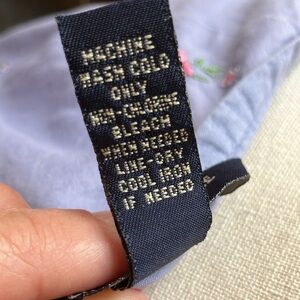 MACHINE
WASH COLD
ONLY
NON-CHLORINE
BLEACH
WHEN NEEDED
LINE-DRY
COOL IRON
IF NEEDED